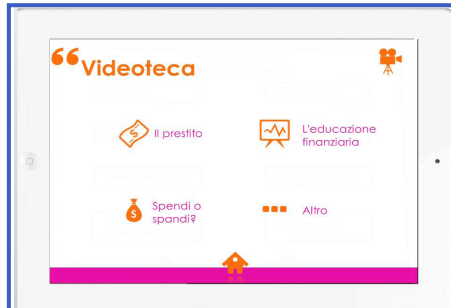 “Videoteca
Il prestito
L'educazione
finanziaria
Spendi o
spandi?
Altro